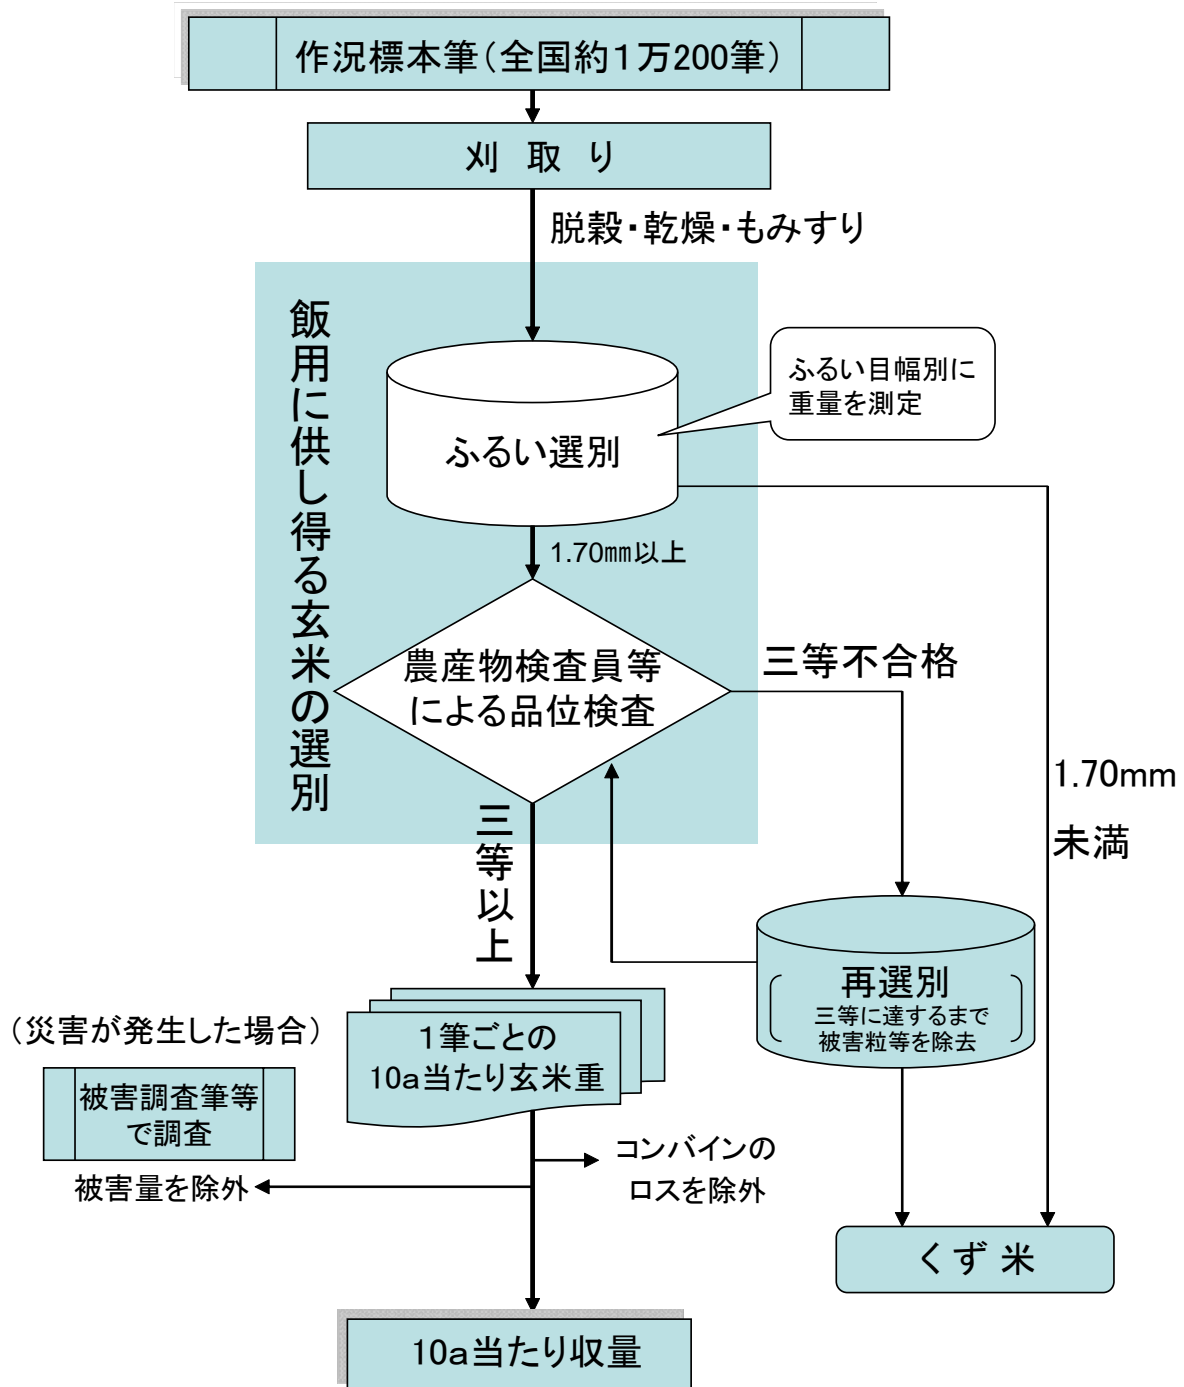 作況標本筆(全国約1万200筆)
刈取り
脱穀・乾燥・もみすり
飯用に供し得る玄米の選別
ふるい目幅別に
重量を測定
ふるい選別
1.70㎜以上
農産物検査員等
による品位検査
三等不合格
1.70mm
未満
三等以上
再選別
三等に達するまで
被害粒等を除去
(災害が発生した場合)
1筆ごとの
10a当たり玄米重
被害調査筆等
で調査
コンバインの
ロスを除外
被害量を除外
くず米
10a当たり収量